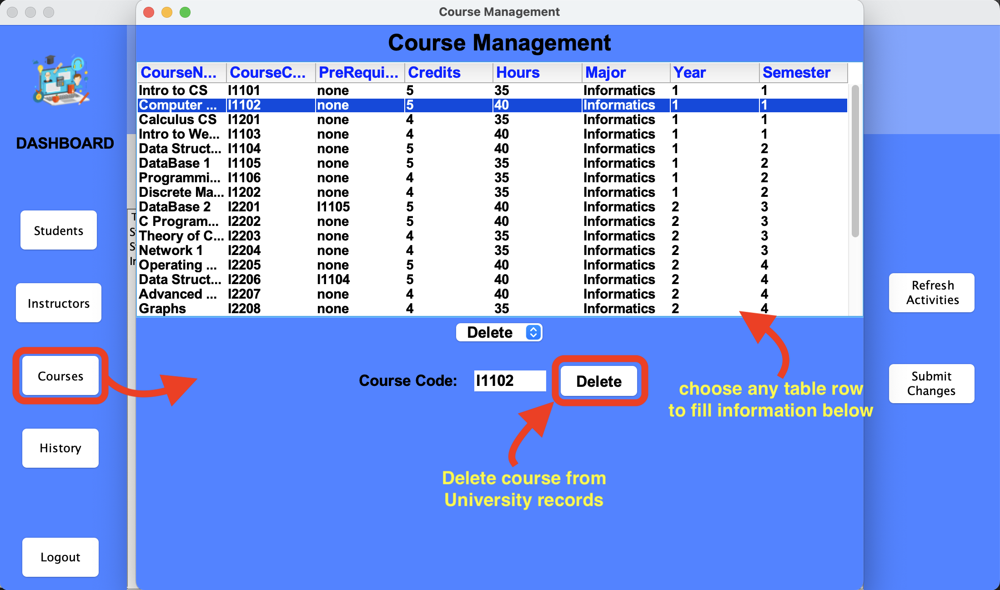 Course Management
Course Management
CourseN... CourseC... PreRequi... Credits Hours Major Year Semester
Intro to CS I1101 none 5 35 Informatics 1 1
Computer ... I1102 none 5 40 Informatics 1 1
Calculus CS I1201 none 4 35 Informatics 1 1
Intro to We... I1103 none 4 40 Informatics 1 1
Data Struct... I1104 none 5 40 Informatics 1 2
DataBase 1 I1105 none 5 35 Informatics 1 2
Programmi... I1106 none 4 35 Informatics 1 2
Discrete Ma... I1202 none 4 35 Informatics 1 2
DataBase 2 I2201 I1105 5 40 Informatics 2 3
C Program... I2202 none 5 40 Informatics 2 3
Theory of C... I2203 none 4 35 Informatics 2 3
Network 1 I2204 none 4 35 Informatics 2 3
Operating ... I2205 none 5 40 Informatics 2 4
Data Struct... I2206 I1104 5 40 Informatics 2 4
Advanced ... I2207 none 4 40 Informatics 2 4
Graphs I2208 none 4 35 Informatics 2 4
DASHBOARD
Students
Instructors
Courses
History
Logout
Delete
Course Code: I1102 Delete
choose any table row
to fill information below
Delete course from
University records
Refresh
Activities
Submit
Changes